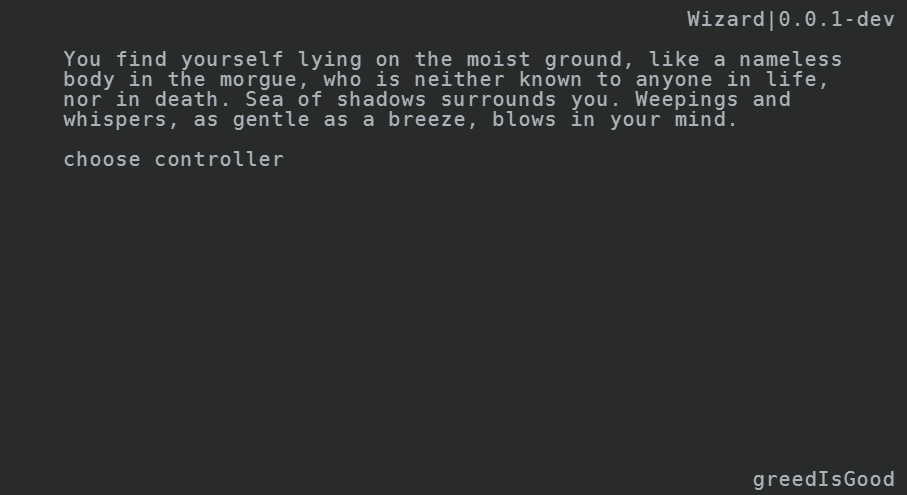 Wizard|0.0.1-dev
You find yourself lying on the moist ground, like a nameless
body in the morgue, who is neither known to anyone in life,
nor in death. Sea of shadows surrounds you. Weepings and
whispers, as gentle as a breeze, blows in your mind.
choose controller
greedIsGood